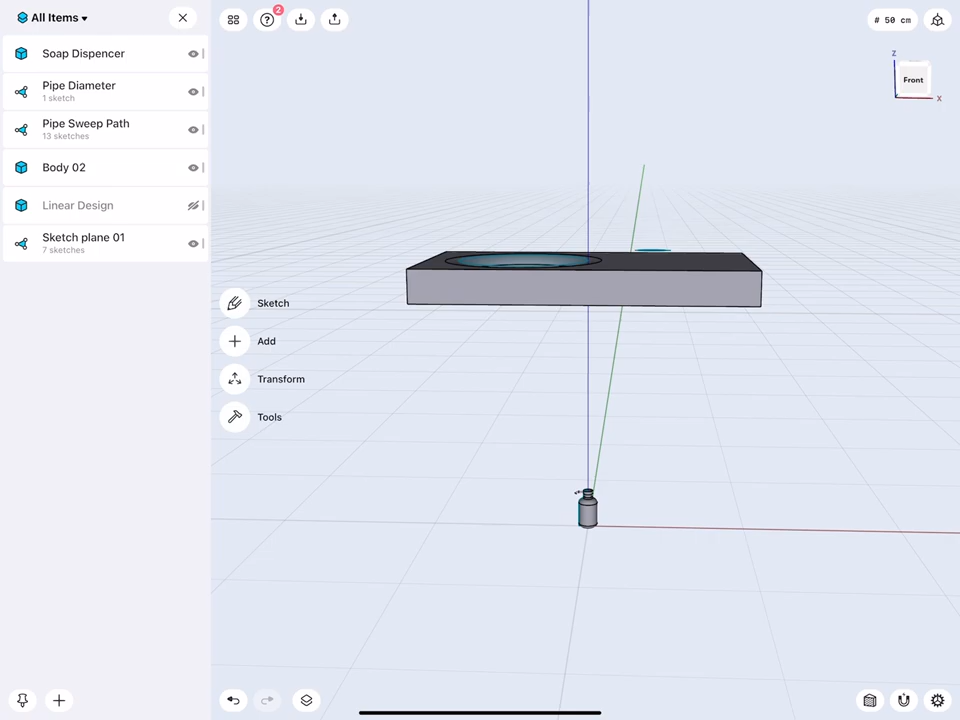 All Items ▾
2
# 50 cm
Soap Dispencer
Pipe Diameter
1 sketch
Pipe Sweep Path
13 sketches
Body 02
Linear Design
Sketch plane 01
7 sketches
Z
Front
X
Sketch
Add
Transform
Tools